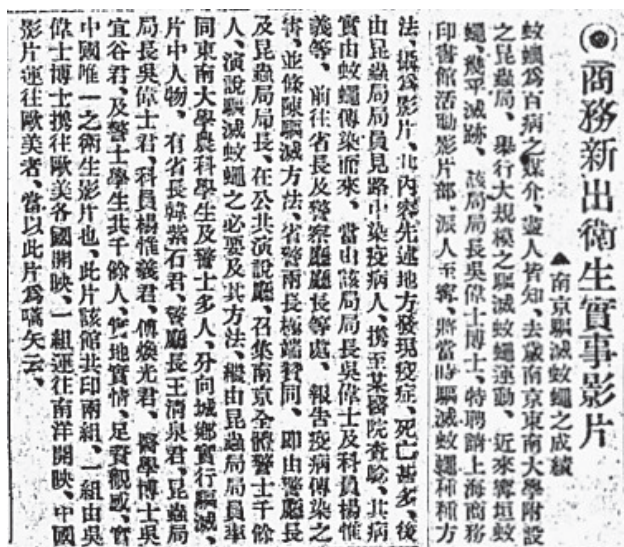 商務新出衛生實事影片
▲南京驅滅蚊蠅之成績
蚊蠅爲百病之媒介、盡人皆知、去歲南京東南大學附設
之昆蟲局、舉行大規模之驅滅蚊蠅運動、近來寗垣蚊
蠅、幾乎滅跡、該局局長吳偉士博士、特聘請上海商務
印書館活動影片部、派人至寗、將當時驅滅蚊蠅種種方
法、攝爲影片、其內容先述地方發現疫症、死亡甚多、後
由昆蟲局局員見路中染疫病人、携至某醫院查驗、其病
實由蚊蠅傳染而來、當由該局局長吳偉士及科員楊惟
義等、前往省長及警察廳廳長等處、報告疫病傳染之
害、並條陳驅滅方法、省警兩長極端贊同、即由警廳長
及昆蟲局局長、在公共演說廳、召集南京全體警士千餘
人、演說驅滅蚊蠅之必要及其方法、繼由昆蟲局局員率
同東南大學農科學生及警士多人、分向城鄉實行驅滅、
片中人物、有省長韓紫石君、警廳長王清泉君、昆蟲局
局長吳偉士君、科員楊惟義君、傅煥光君、醫學博士吳
宜谷君、及警士學生共千餘人、實地實情、足資觀感、實
中國唯一之衛生影片也、此片該館共印兩組、一組由吳
偉士博士携往歐美各國開映、一組運往南洋開映、中國
影片運往歐美者、當以此片爲嚆矢云、